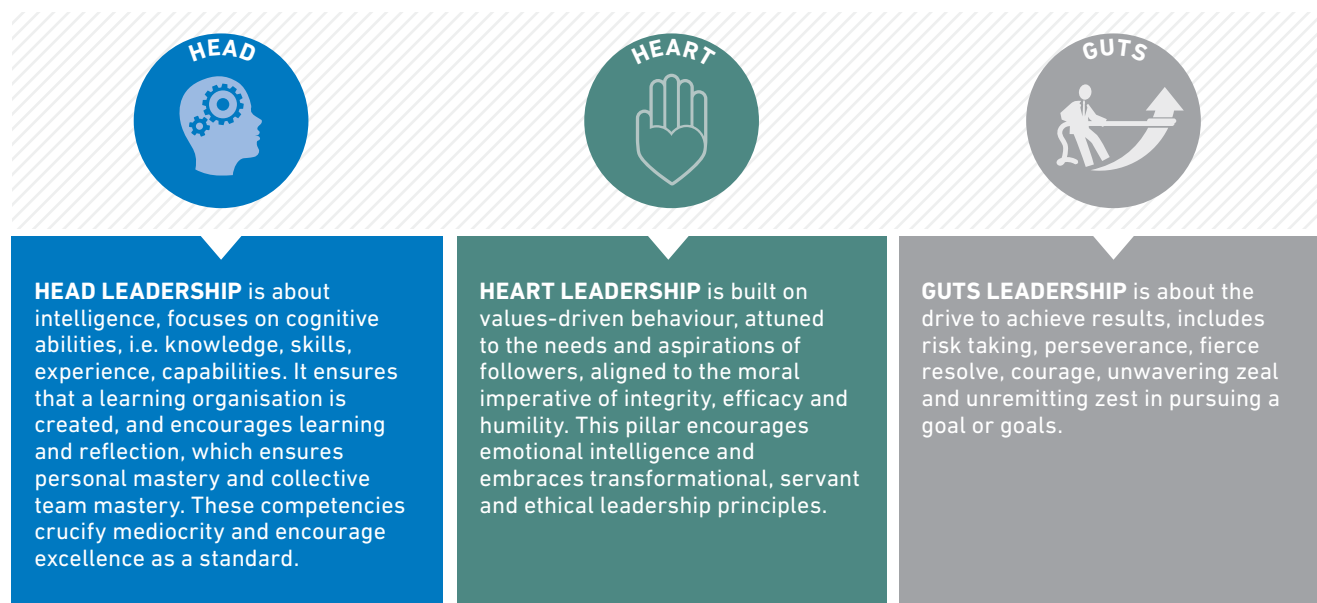 HEAD
HEART
GUTS
HEAD LEADERSHIP is about
intelligence, focuses on cognitive
abilities, i.e. knowledge, skills,
experience, capabilities. It ensures
that a learning organisation is
created, and encourages learning
and reflection, which ensures
personal mastery and collective
team mastery. These competencies
crucify mediocrity and encourage
excellence as a standard.
HEART LEADERSHIP is built on
values-driven behaviour, attuned
to the needs and aspirations of
followers, aligned to the moral
imperative of integrity, efficacy and
humility. This pillar encourages
emotional intelligence and
embraces transformational, servant
and ethical leadership principles.
GUTS LEADERSHIP is about the
drive to achieve results, includes
risk taking, perseverance, fierce
resolve, courage, unwavering zeal
and unremitting zest in pursuing a
goal or goals.